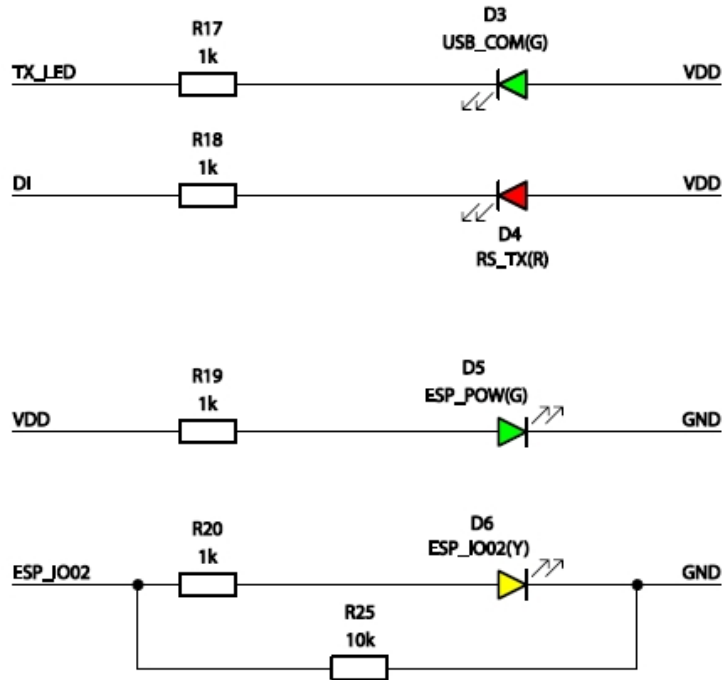 D3
R17
USB_COM(G)
1k
TX_LED
VDD
R18
1k
DI
VDD
D4
RS_TX(R)
D5
R19
ESP_POW(G)
1k
VDD
GND
D6
R20
ESP_IO02(Y)
1k
ESP_IO02
GND
R25
10k